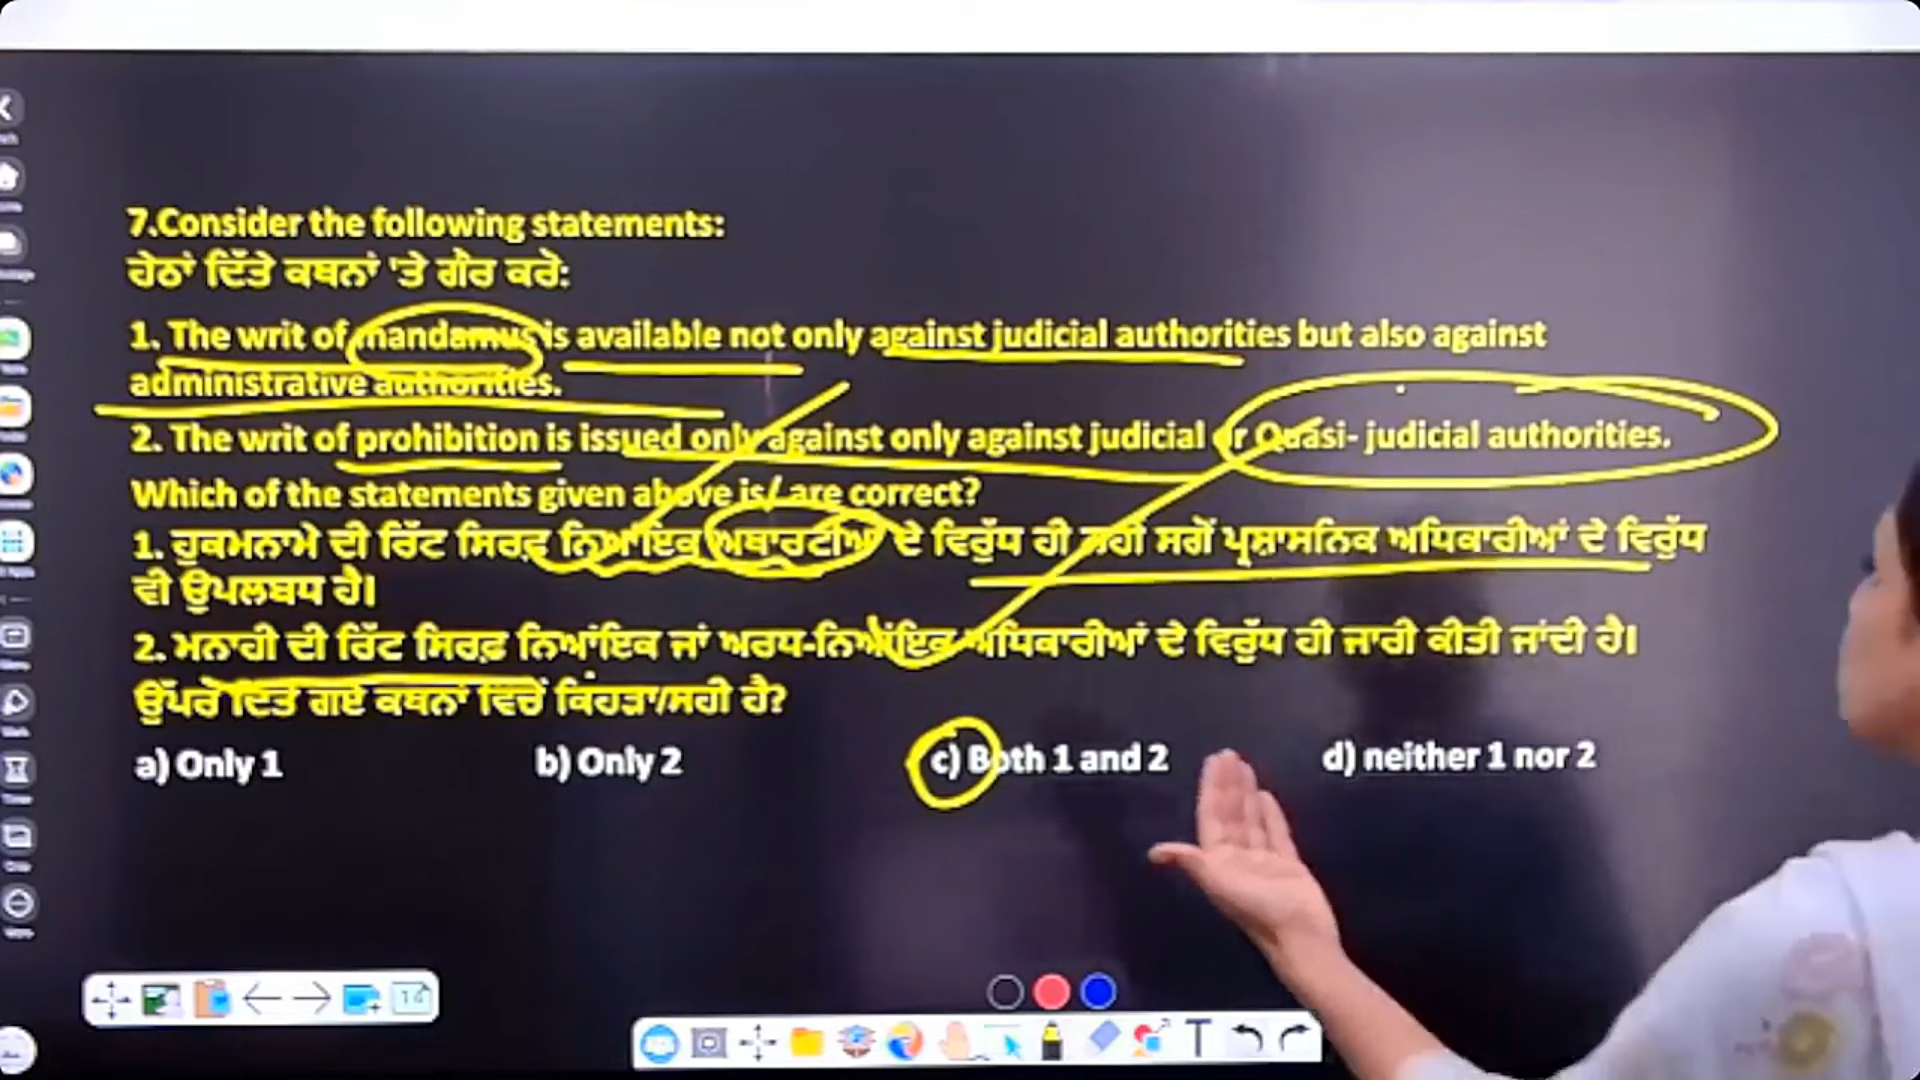 7.Consider the following statements:
ਹੇਠਾਂ ਦਿੱਤੇ ਕਥਨਾਂ 'ਤੇ ਗੌਰ ਕਰੋ:
1. The writ of mandamus is available not only against judicial authorities but also against
administrative authorities.
2. The writ of prohibition is issued only against only against judicial or Quasi- judicial authorities.
Which of the statements given above is/ are correct?
1. ਹੁਕਮਨਾਮੇ ਦੀ ਰਿੱਟ ਸਿਰਫ਼ ਨਿਆਂਇਕ ਅਥਾਰਟੀਆਂ ਦੇ ਵਿਰੁੱਧ ਹੀ ਨਹੀਂ ਸਗੋਂ ਪ੍ਰਸ਼ਾਸਨਿਕ ਅਧਿਕਾਰੀਆਂ ਦੇ ਵਿਰੁੱਧ
ਵੀ ਉਪਲਬਧ ਹੈ।
2. ਮਨਾਹੀ ਦੀ ਰਿੱਟ ਸਿਰਫ਼ ਨਿਆਂਇਕ ਜਾਂ ਅਰਧ-ਨਿਆਂਇਕ ਅਧਿਕਾਰੀਆਂ ਦੇ ਵਿਰੁੱਧ ਹੀ ਜਾਰੀ ਕੀਤੀ ਜਾਂਦੀ ਹੈ।
ਉੱਪਰੋਂ ਦਿੱਤੇ ਗਏ ਕਥਨਾਂ ਵਿਚੋਂ ਕਿਹੜਾ/ਸਹੀ ਹੈ?
a) Only 1 b) Only 2 c) Both 1 and 2 d) neither 1 nor 2
14